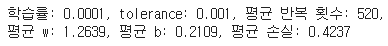 학습률: 0.0001, tolerance: 0.001, 평균 반복 횟수: 520,
평균 w: 1.2639, 평균 b: 0.2109, 평균 손실: 0.4237